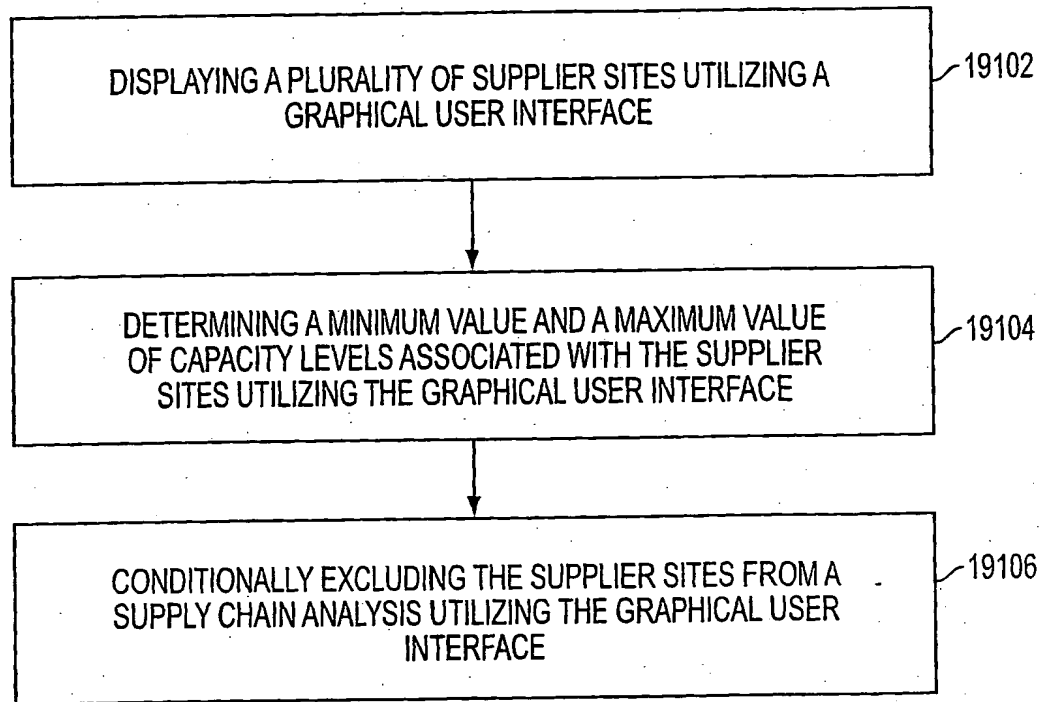 DISPLAYING A PLURALITY OF SUPPLIER SITES UTILIZING A
GRAPHICAL USER INTERFACE
19102
DETERMINING A MINIMUM VALUE AND A MAXIMUM VALUE
OF CAPACITY LEVELS ASSOCIATED WITH THE SUPPLIER
SITES UTILIZING THE GRAPHICAL USER INTERFACE
19104
CONDITIONALLY EXCLUDING THE SUPPLIER SITES FROM A
SUPPLY CHAIN ANALYSIS UTILIZING THE GRAPHICAL USER
INTERFACE
19106